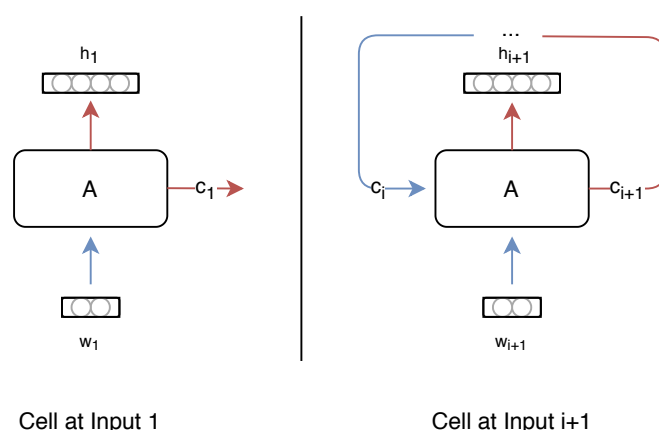 h1
A
c1
w1
Cell at Input 1
...
hi+1
ci
A
ci+1
wi+1
Cell at Input i+1